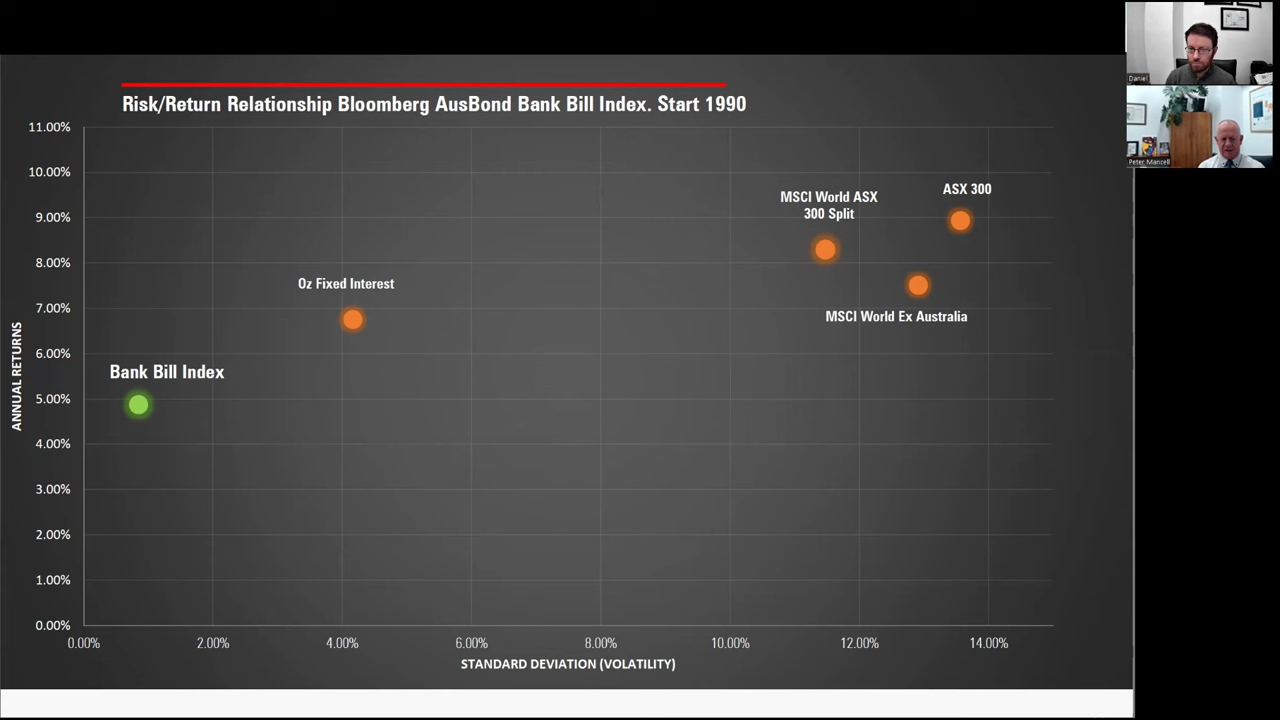 Risk/Return Relationship Bloomberg AusBond Bank Bill Index. Start 1990
11.00%
10.00%
9.00%
8.00%
7.00%
6.00%
5.00%
4.00%
3.00%
2.00%
1.00%
0.00%
ANNUAL RETURNS
MSCI World ASX
300 Split
ASX 300
Oz Fixed Interest
MSCI World Ex Australia
Bank Bill Index
0.00%
2.00%
4.00%
6.00%
8.00%
10.00%
12.00%
14.00%
STANDARD DEVIATION (VOLATILITY)
Daniel
Peter Mancell